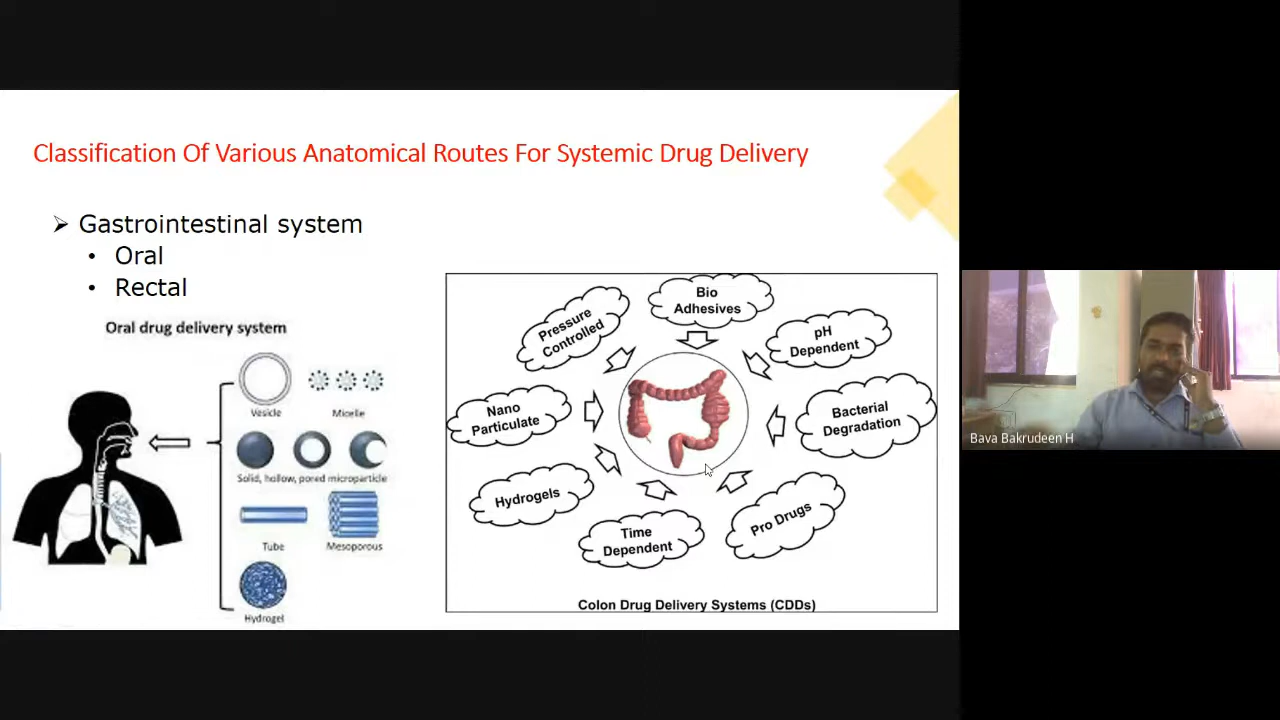 Classification Of Various Anatomical Routes For Systemic Drug Delivery
➢ Gastrointestinal system
• Oral
• Rectal
Oral drug delivery system
Vesicle
Micelle
Solid, hollow, pored microparticle
Tube
Mesoporous
Hydrogel
Bio
Adhesives
Pressure
Controlled
pH
Dependent
Nano
Particulate
Bacterial
Degradation
Hydrogels
Time
Dependent
Pro Drugs
Colon Drug Delivery Systems (CDDs)
Bava Bakrudeen H